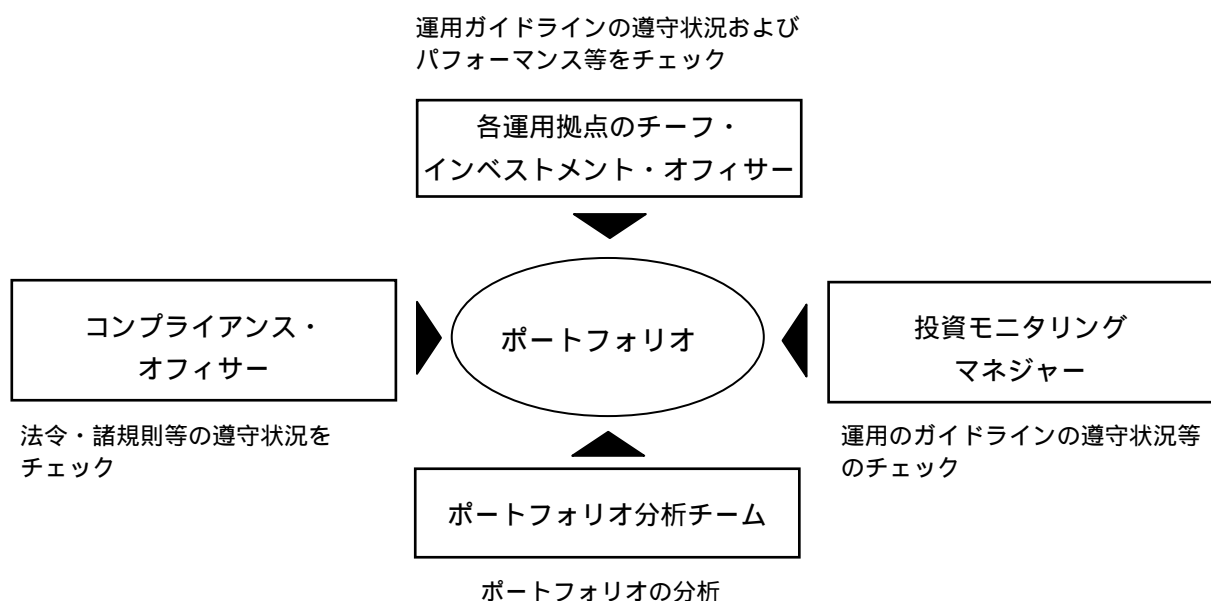 運用ガイドラインの遵守状況および
パフォーマンス等をチェック
各運用拠点のチーフ・
インベストメント・オフィサー
コンプライアンス・
オフィサー
ポートフォリオ
投資モニタリング
マネジャー
法令・諸規則等の遵守状況を
チェック
運用のガイドラインの遵守状況等
のチェック
ポートフォリオ分析チーム
ポートフォリオの分析